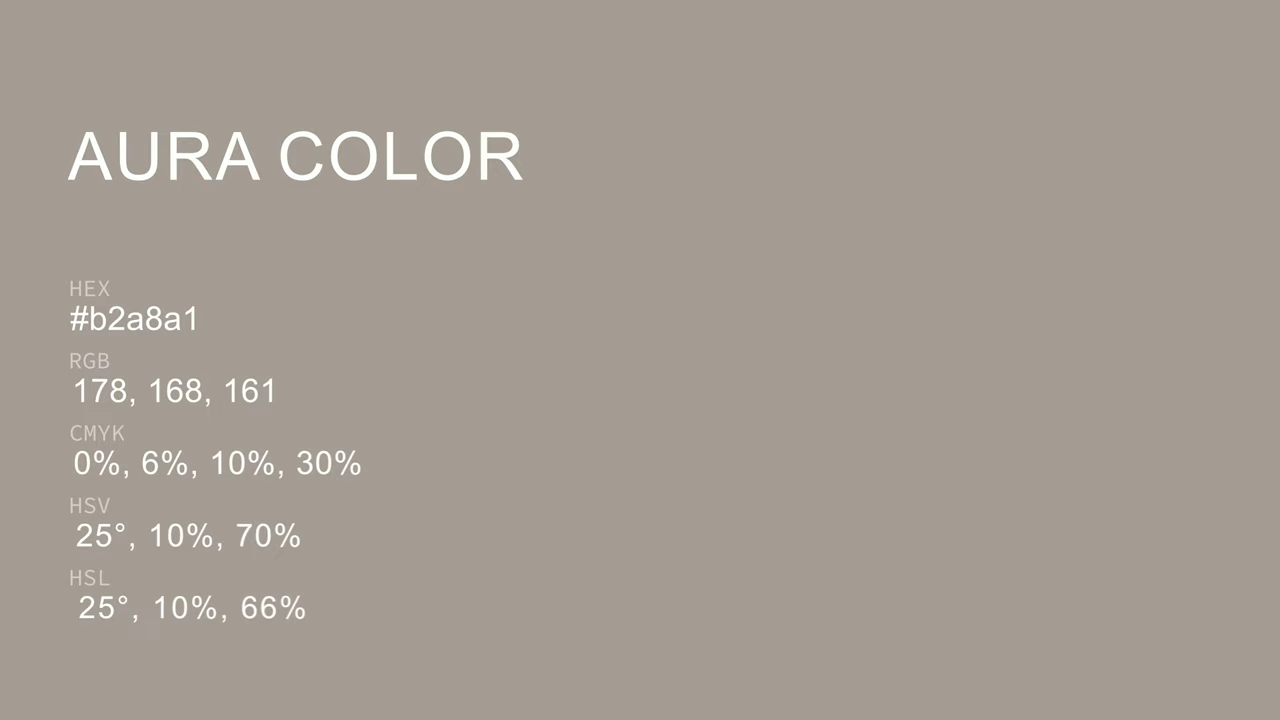 AURA COLOR
HEX
#b2a8a1
RGB
178, 168, 161
CMYK
0%, 6%, 10%, 30%
HSV
25°, 10%, 70%
HSL
25°, 10%, 66%